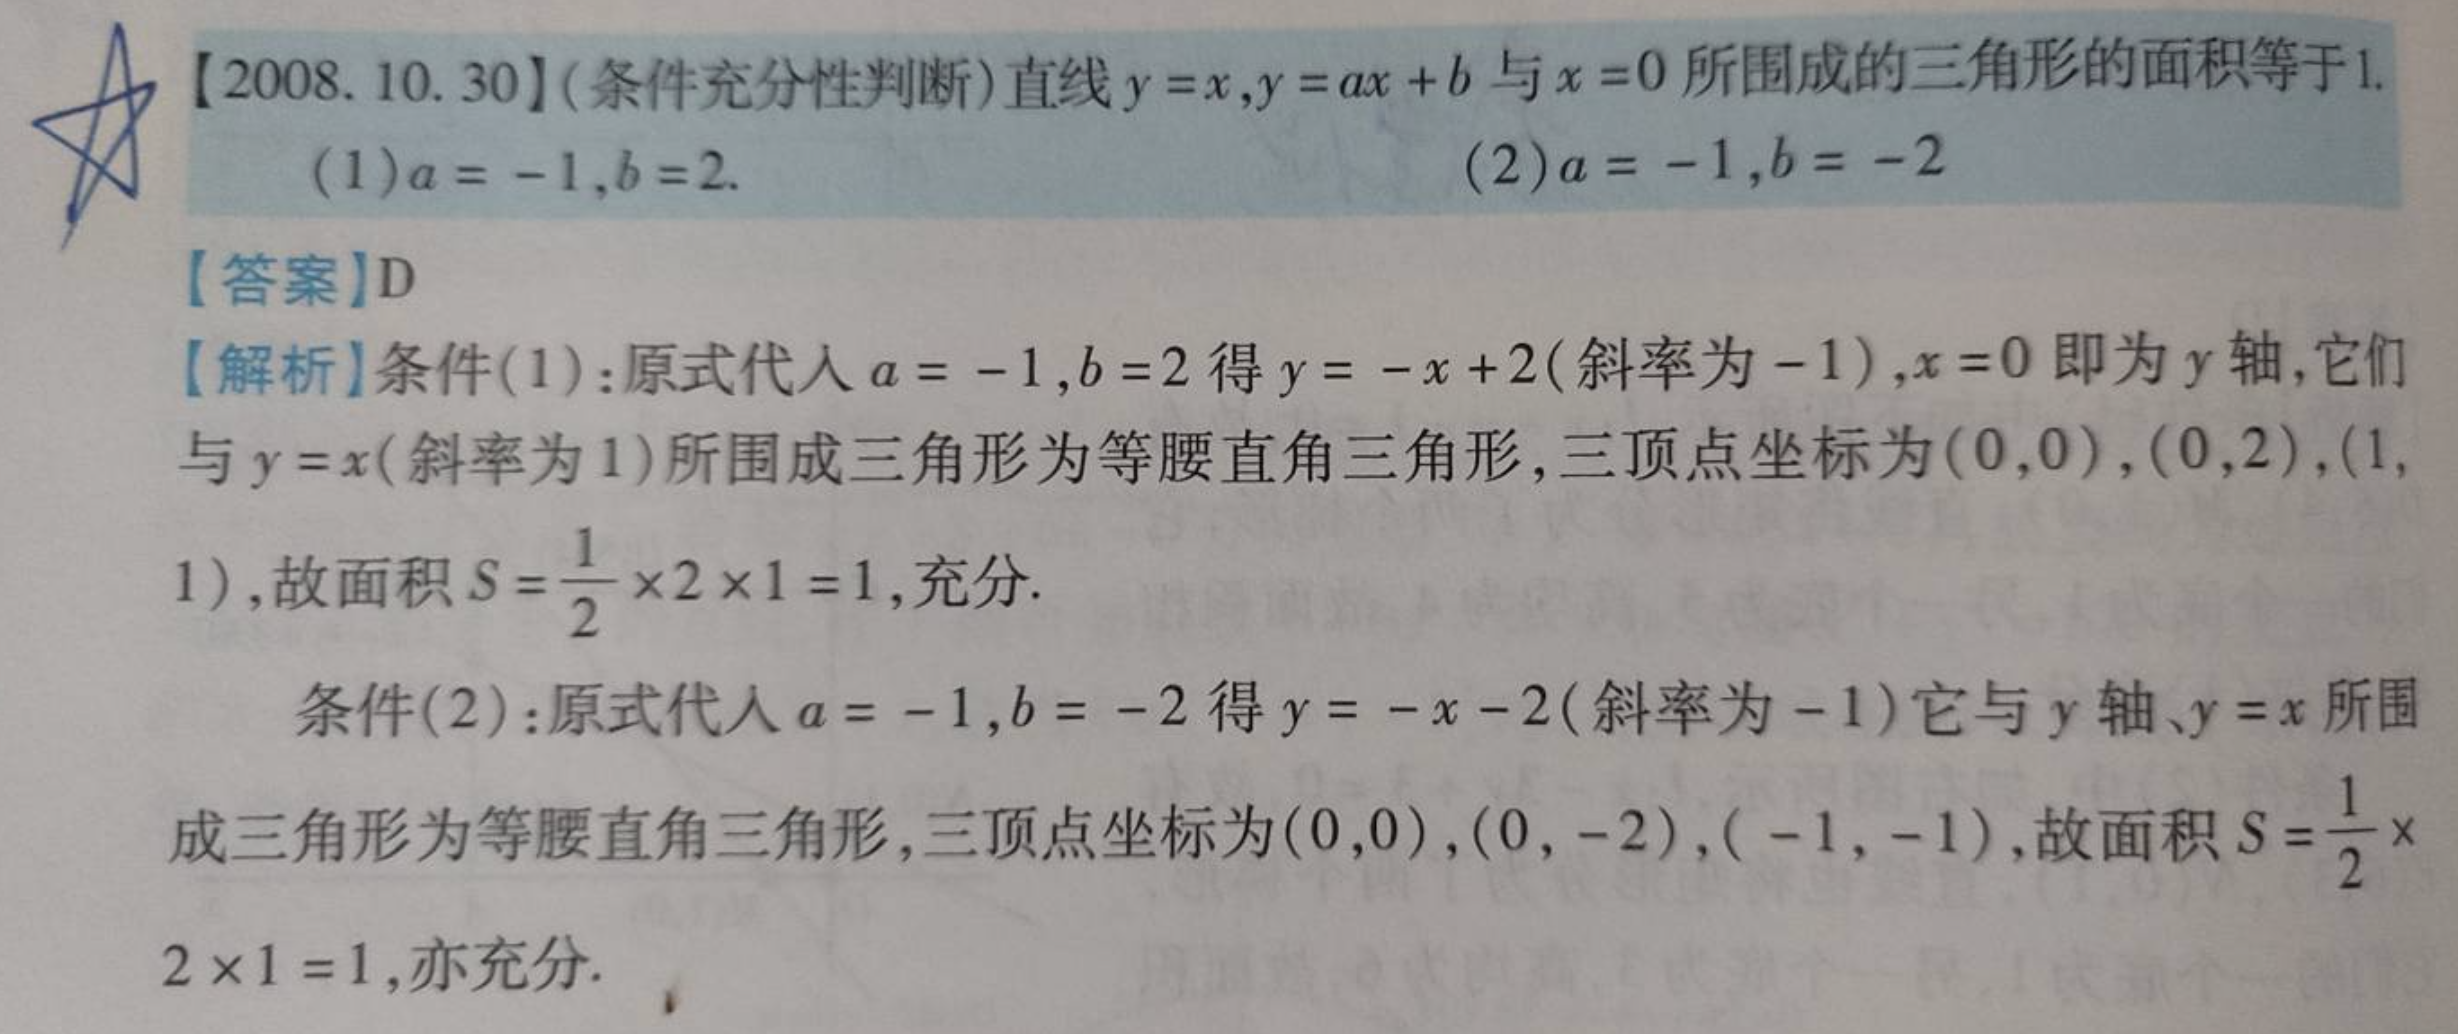 【2008.10.30】(条件充分性判断)直线 y=x,y=ax+b 与 x=0 所围成的三角形的面积等于1.
(1)a=-1,b=2. (2)a=-1,b=-2
【答案】D
【解析】条件(1):原式代入 a=-1,b=2 得 y=-x+2(斜率为-1),x=0 即为 y 轴,它们
与 y=x(斜率为1)所围成三角形为等腰直角三角形,三顶点坐标为(0,0),(0,2),(1,
1),故面积 S=\frac{1}{2}×2×1=1,充分.
条件(2):原式代入 a=-1,b=-2 得 y=-x-2(斜率为-1)它与 y 轴、y=x 所围
成三角形为等腰直角三角形,三顶点坐标为(0,0),(0,-2),(-1,-1),故面积 S=\frac{1}{2}×
2×1=1,亦充分.